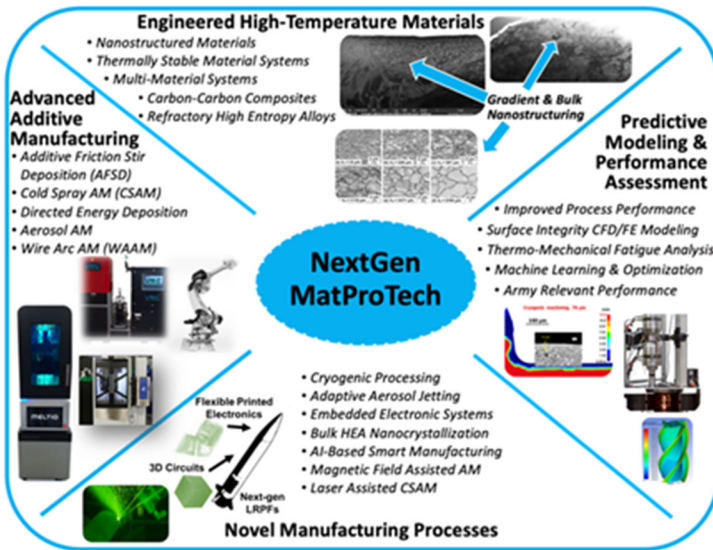 Engineered High-Temperature Materials
• Nanostructured Materials
• Thermally Stable Material Systems
• Multi-Material Systems
• Carbon-Carbon Composites
• Refractory High Entropy Alloys
Gradient & Bulk
Nanostructuring
Advanced
Additive
Manufacturing
• Additive Friction Stir
Deposition (AFSD)
• Cold Spray AM (CSAM)
• Directed Energy Deposition
• Aerosol AM
• Wire Arc AM (WAAM)
Predictive
Modeling &
Performance
Assessment
• Improved Process Performance
• Surface Integrity CFD/FE Modeling
• Thermo-Mechanical Fatigue Analysis
• Machine Learning & Optimization
• Army Relevant Performance
NextGen
MatProTech
100 µm
MELTIO
Flexible Printed
Electronics
3D Circuits
Next-gen
LRPFs
• Cryogenic Processing
• Adaptive Aerosol Jetting
• Embedded Electronic Systems
• Bulk HEA Nanocrystallization
• AI-Based Smart Manufacturing
• Magnetic Field Assisted AM
• Laser Assisted CSAM
Novel Manufacturing Processes